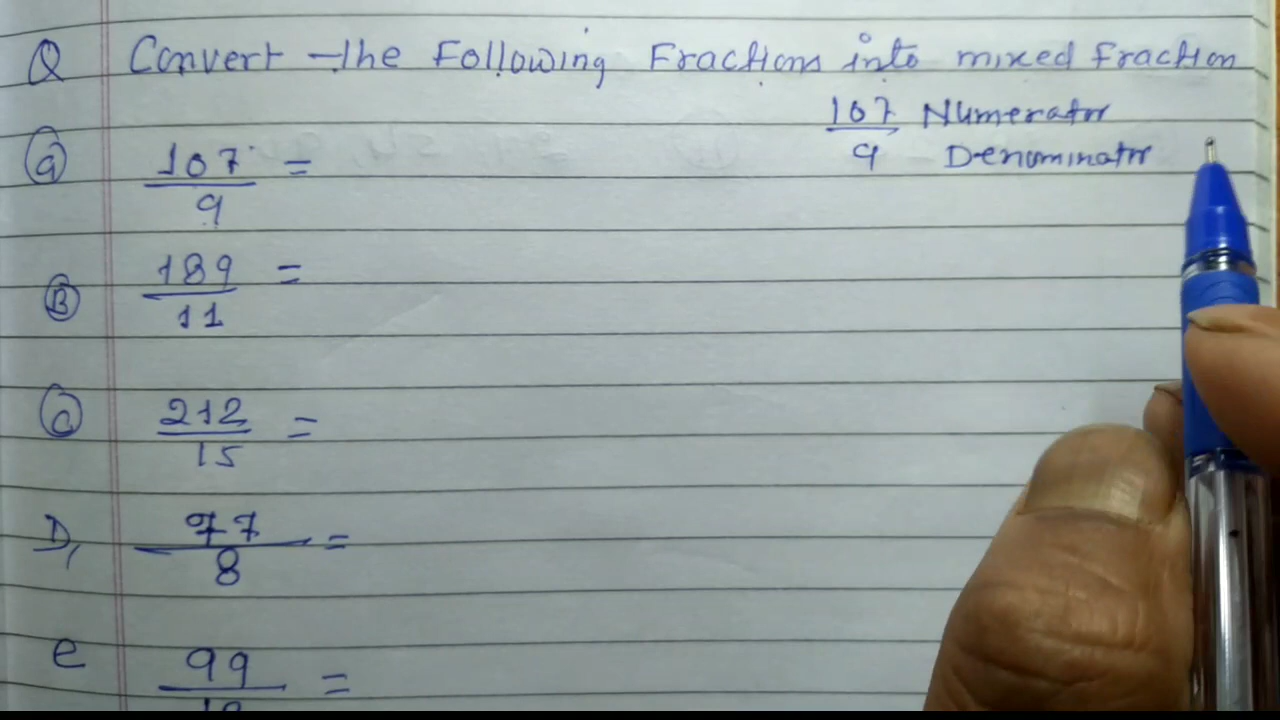 Q Convert the Following Fractions into mixed fraction
107 Numerator
9 Denominator
a 107 =
9
B 189 =
11
C 212 =
15
D, 77 =
8
e 99 =